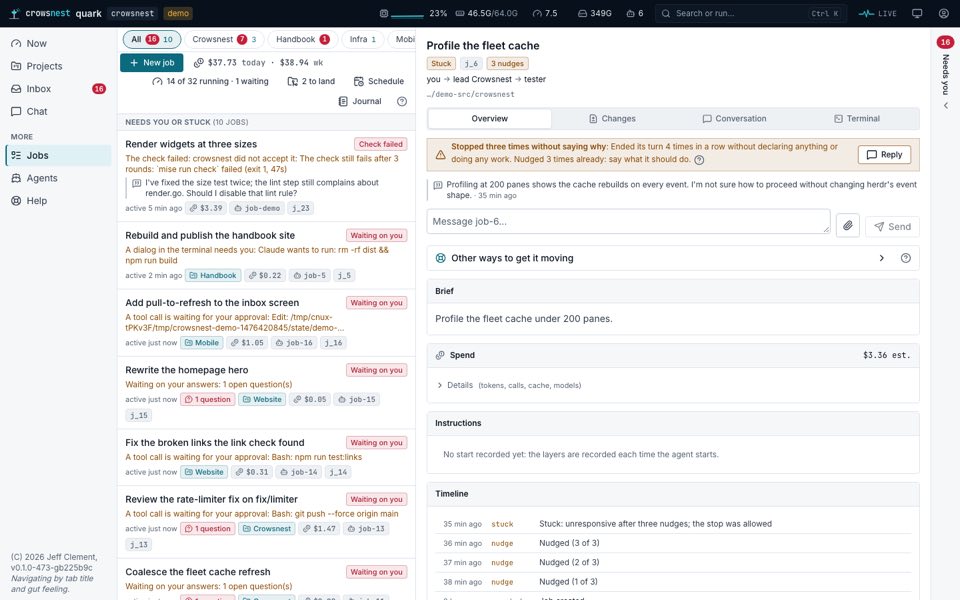 crowsnest quark crowsnest demo
23% 46.5G/64.0G 7.5 349G 6 Search or run... Ctrl K LIVE
Now
Projects
Inbox 16
Chat
MORE
Jobs
Agents
Help
(C) 2026 Jeff Clement,
v0.1.0-473-gb225b9c
Navigating by tab title
and gut feeling.
All 16 10 Crowsnest 7 3 Handbook 1 Infra 1 Mobi
+ New job $37.73 today · $38.94 wk
14 of 32 running · 1 waiting 2 to land Schedule
Journal
NEEDS YOU OR STUCK (10 JOBS)
Render widgets at three sizes Check failed
The check failed: crowsnest did not accept it: The check still fails after 3
rounds: `mise run check` failed (exit 1, 47s)
I've fixed the size test twice; the lint step still complains about
render.go. Should I disable that lint rule?
active 5 min ago $3.39 job-demo j_23
Rebuild and publish the handbook site Waiting on you
A dialog in the terminal needs you: Claude wants to run: rm -rf dist &&
npm run build
active 2 min ago Handbook $0.22 job-5 j_5
Add pull-to-refresh to the inbox screen Waiting on you
A tool call is waiting for your approval: Edit: /tmp/cnux-
tPKv3F/tmp/crowsnest-demo-1476420845/state/demo-...
active just now Mobile $1.05 job-16 j_16
Rewrite the homepage hero Waiting on you
Waiting on your answers: 1 open question(s)
active just now 1 question Website $0.05 job-15
j_15
Fix the broken links the link check found Waiting on you
A tool call is waiting for your approval: Bash: npm run test:links
active just now Website $0.31 job-14 j_14
Review the rate-limiter fix on fix/limiter Waiting on you
A tool call is waiting for your approval: Bash: git push --force origin main
active just now 1 question Crowsnest $1.47 job-13
j_13
Coalesce the fleet cache refresh Waiting on you
Waiting on your answers: 1 open question(s)
Profile the fleet cache
Stuck j_6 3 nudges
you → lead Crowsnest → tester
…/demo-src/crowsnest
Overview Changes Conversation Terminal
Stopped three times without saying why: Ended its turn 4 times in a row without declaring anything or
doing any work. Nudged 3 times already: say what it should do.
Reply
Profiling at 200 panes shows the cache rebuilds on every event. I'm not sure how to proceed without changing herdr's event
shape. · 35 min ago
Message job-6...
Send
Other ways to get it moving
Brief
Profile the fleet cache under 200 panes.
Spend $3.36 est.
Details (tokens, calls, cache, models)
Instructions
No start recorded yet: the layers are recorded each time the agent starts.
Timeline
35 min ago stuck Stuck: unresponsive after three nudges; the stop was allowed
36 min ago nudge Nudged (3 of 3)
37 min ago nudge Nudged (2 of 3)
38 min ago nudge Nudged (1 of 3)
16
Needs you